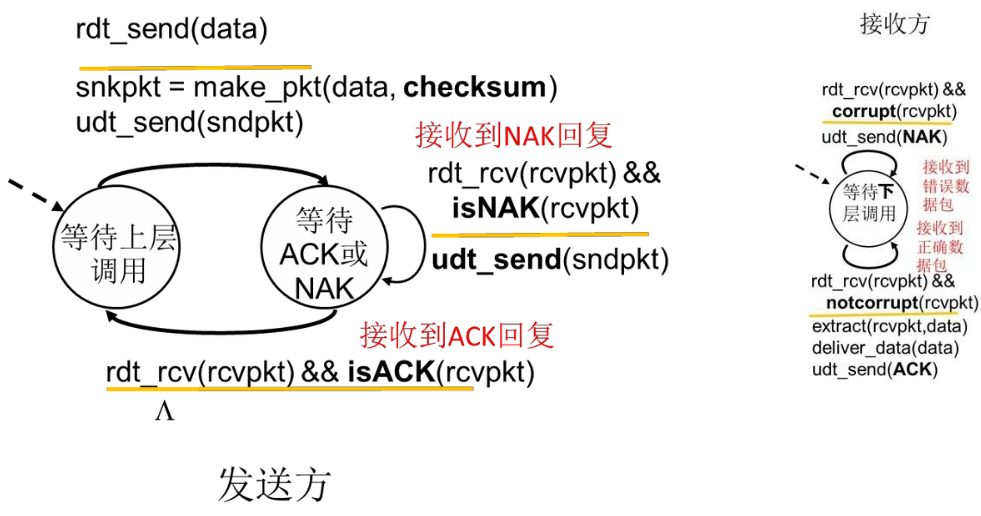 rdt_send(data)
snkpkt = make_pkt(data, checksum)
udt_send(sndpkt)
接收到NAK回复
rdt_rcv(rcvpkt) &&
isNAK(rcvpkt)
udt_send(sndpkt)
等待上层
调用
等待
ACK或
NAK
接收到ACK回复
rdt_rcv(rcvpkt) && isACK(rcvpkt)
Λ
发送方
接收方
rdt_rcv(rcvpkt) &&
corrupt(rcvpkt)
udt_send(NAK)
等待下
层调用
接收到
错误数
据包
接收到
正确数
据包
rdt_rcv(rcvpkt) &&
notcorrupt(rcvpkt)
extract(rcvpkt,data)
deliver_data(data)
udt_send(ACK)